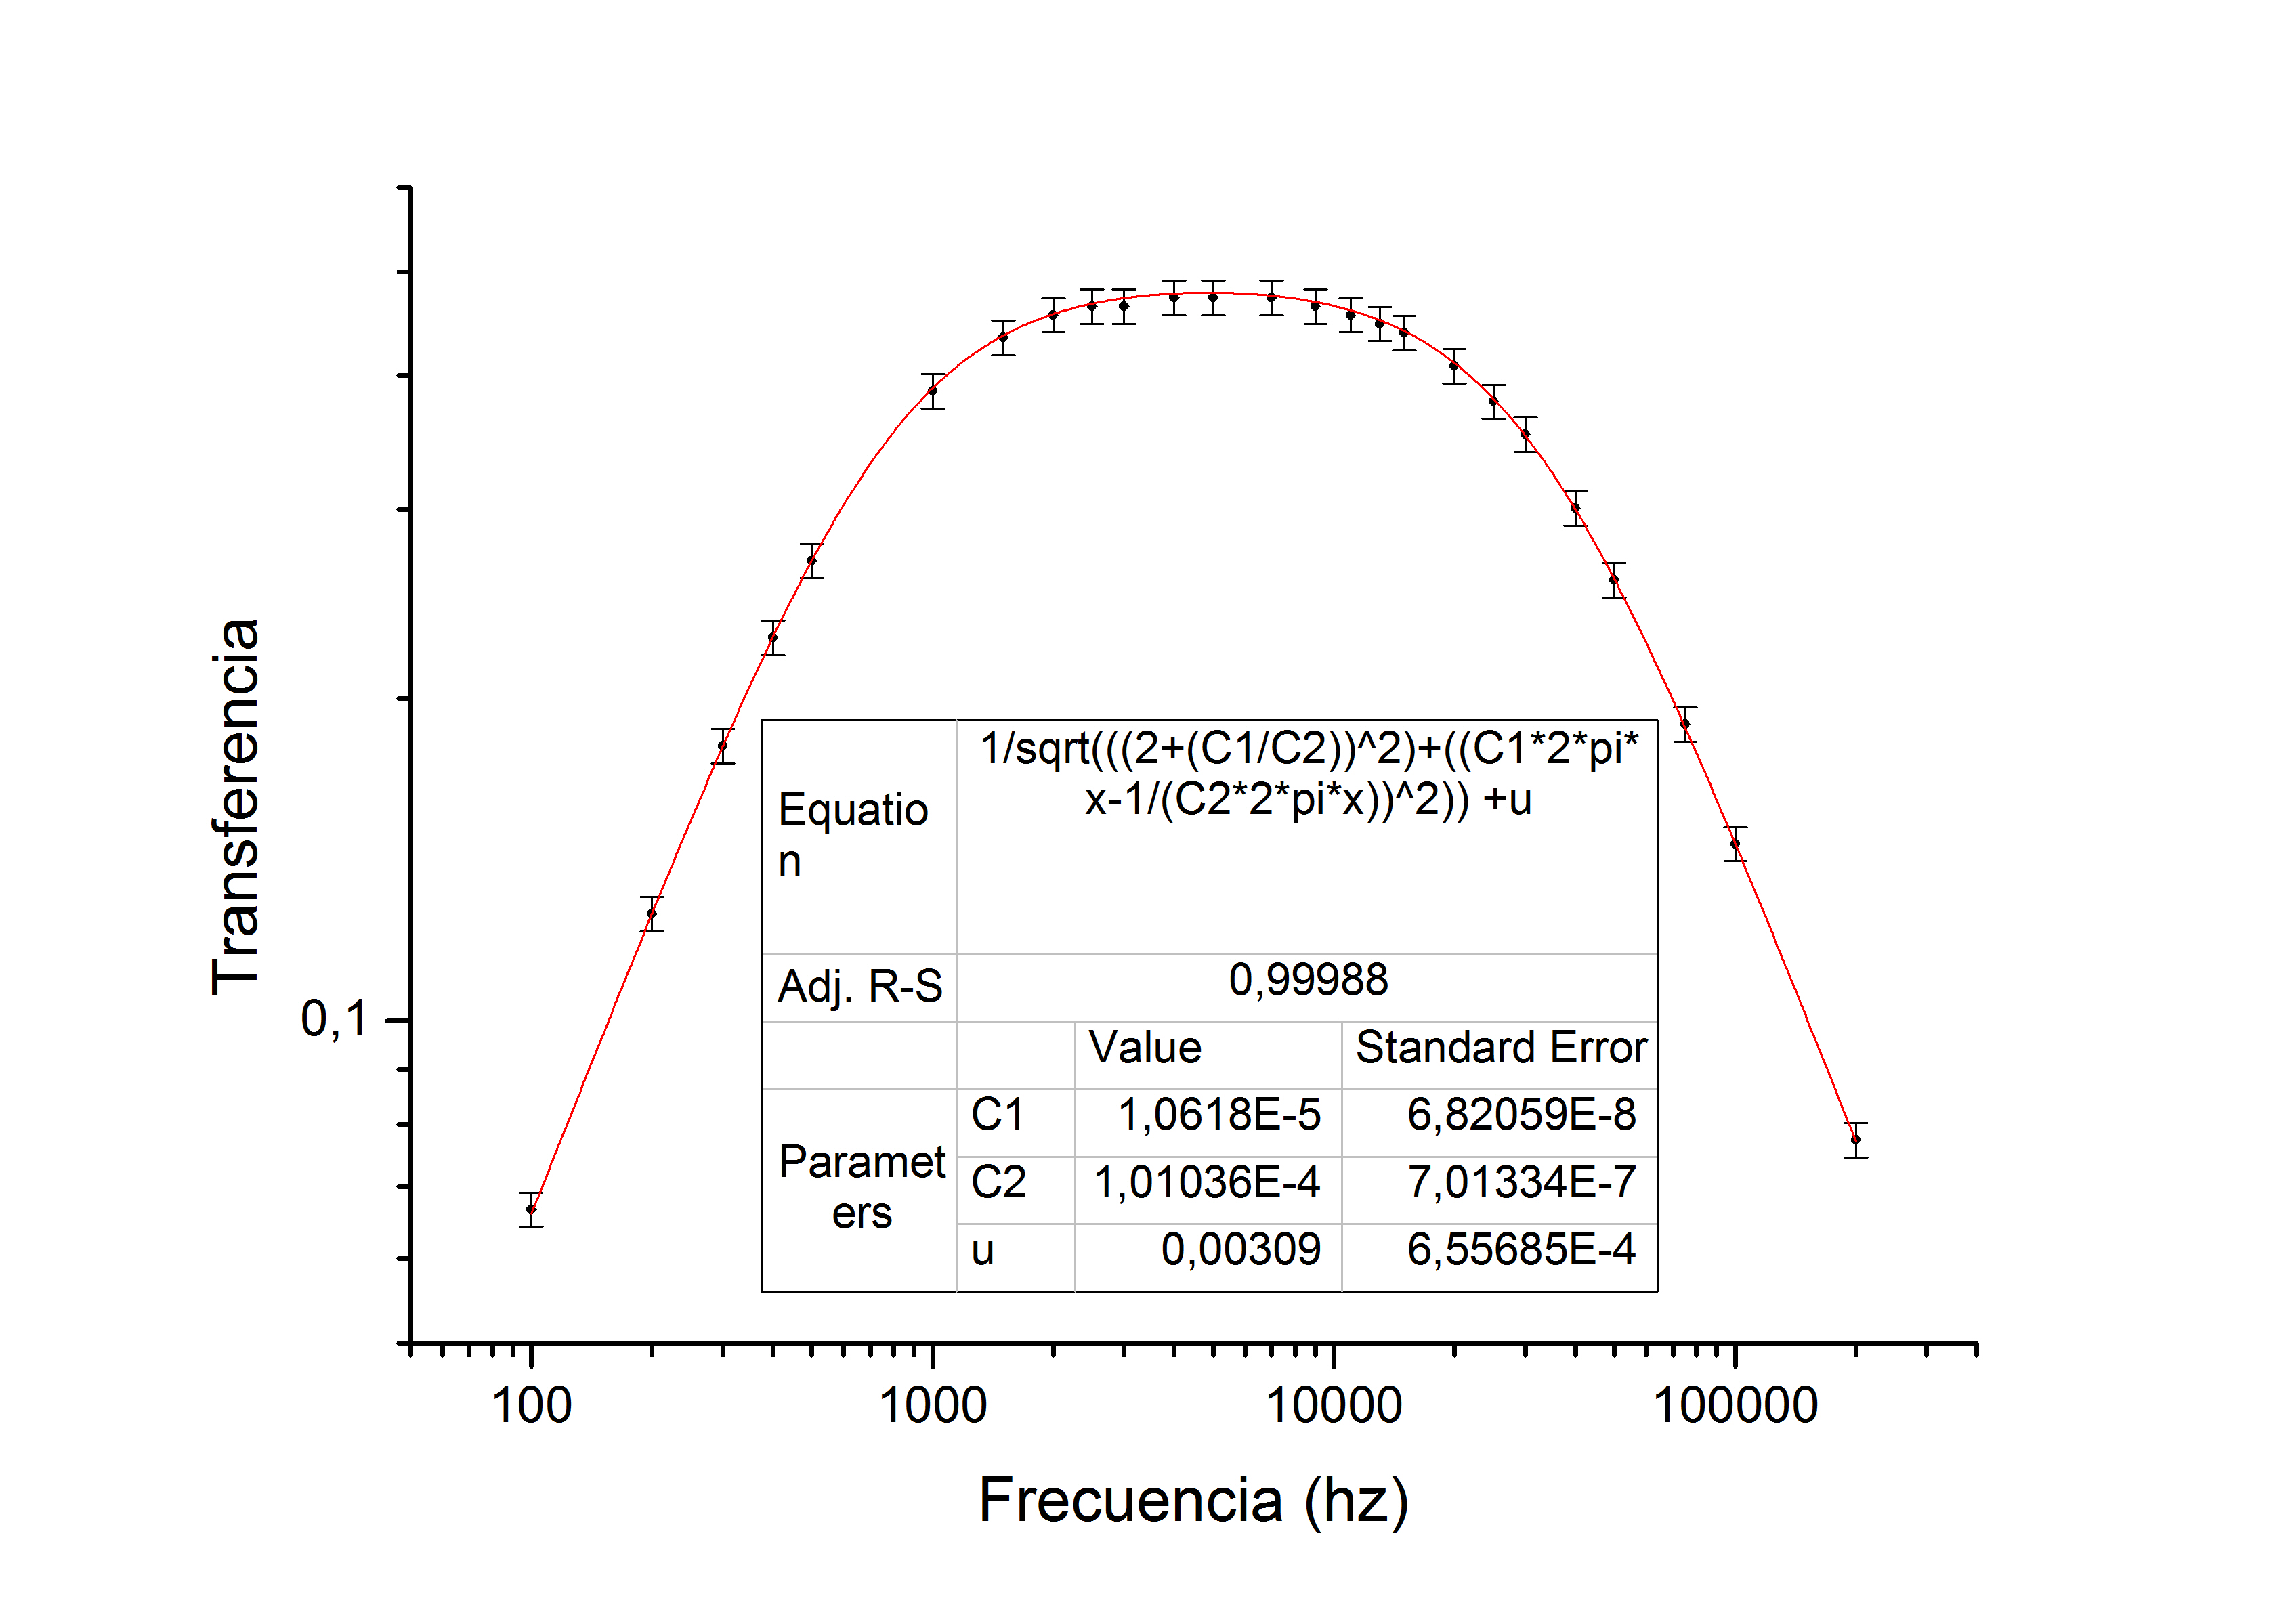 Transferencia
0,1
1/sqrt(((2+(C1/C2))^2)+((C1*2*pi*
x-1/(C2*2*pi*x))^2)) +u
Equatio
n
Adj. R-S
0,99988
Value
Standard Error
Paramet
ers
C1
1,0618E-5
6,82059E-8
C2
1,01036E-4
7,01334E-7
u
0,00309
6,55685E-4
100
1000
10000
100000
Frecuencia (hz)